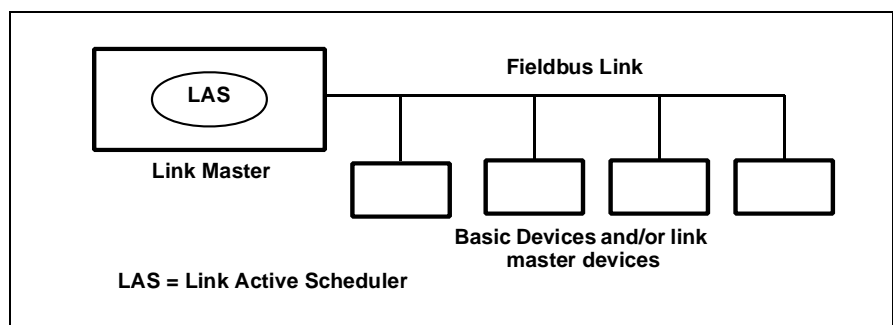 LAS
Fieldbus Link
Link Master
Basic Devices and/or link
master devices
LAS = Link Active Scheduler